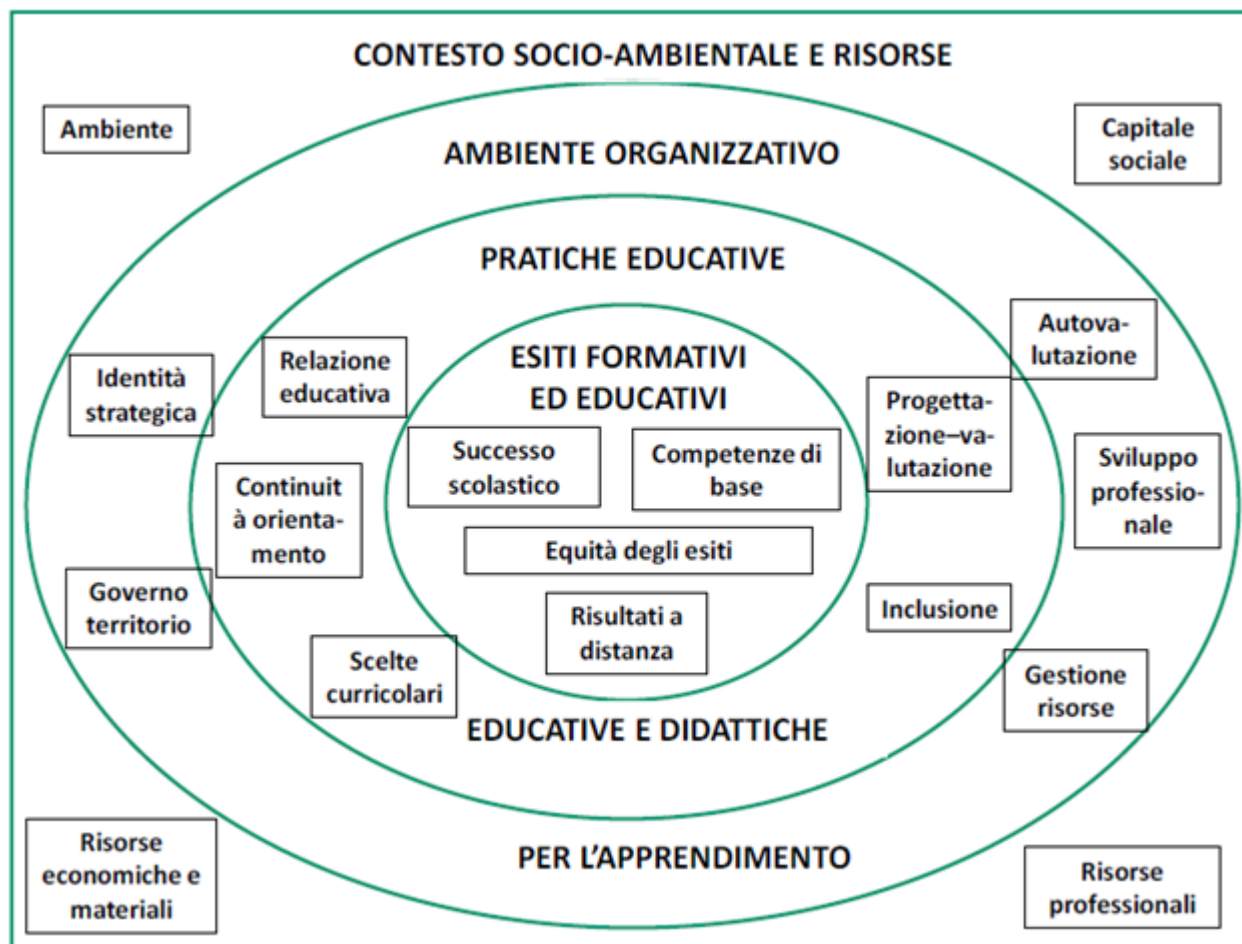 CONTESTO SOCIO-AMBIENTALE E RISORSE
Ambiente
Capitale
sociale
AMBIENTE ORGANIZZATIVO
PRATICHE EDUCATIVE
Autova-
lutazione
Identità
strategica
Relazione
educativa
ESITI FORMATIVI
ED EDUCATIVI
Progetta-
zione–va-
lutazione
Successo
scolastico
Competenze di
base
Sviluppo
professio-
nale
Continuit
à orienta-
mento
Equità degli esiti
Governo
territorio
Risultati a
distanza
Inclusione
Scelte
curricolari
Gestione
risorse
EDUCATIVE E DIDATTICHE
PER L’APPRENDIMENTO
Risorse
economiche e
materiali
Risorse
professionali